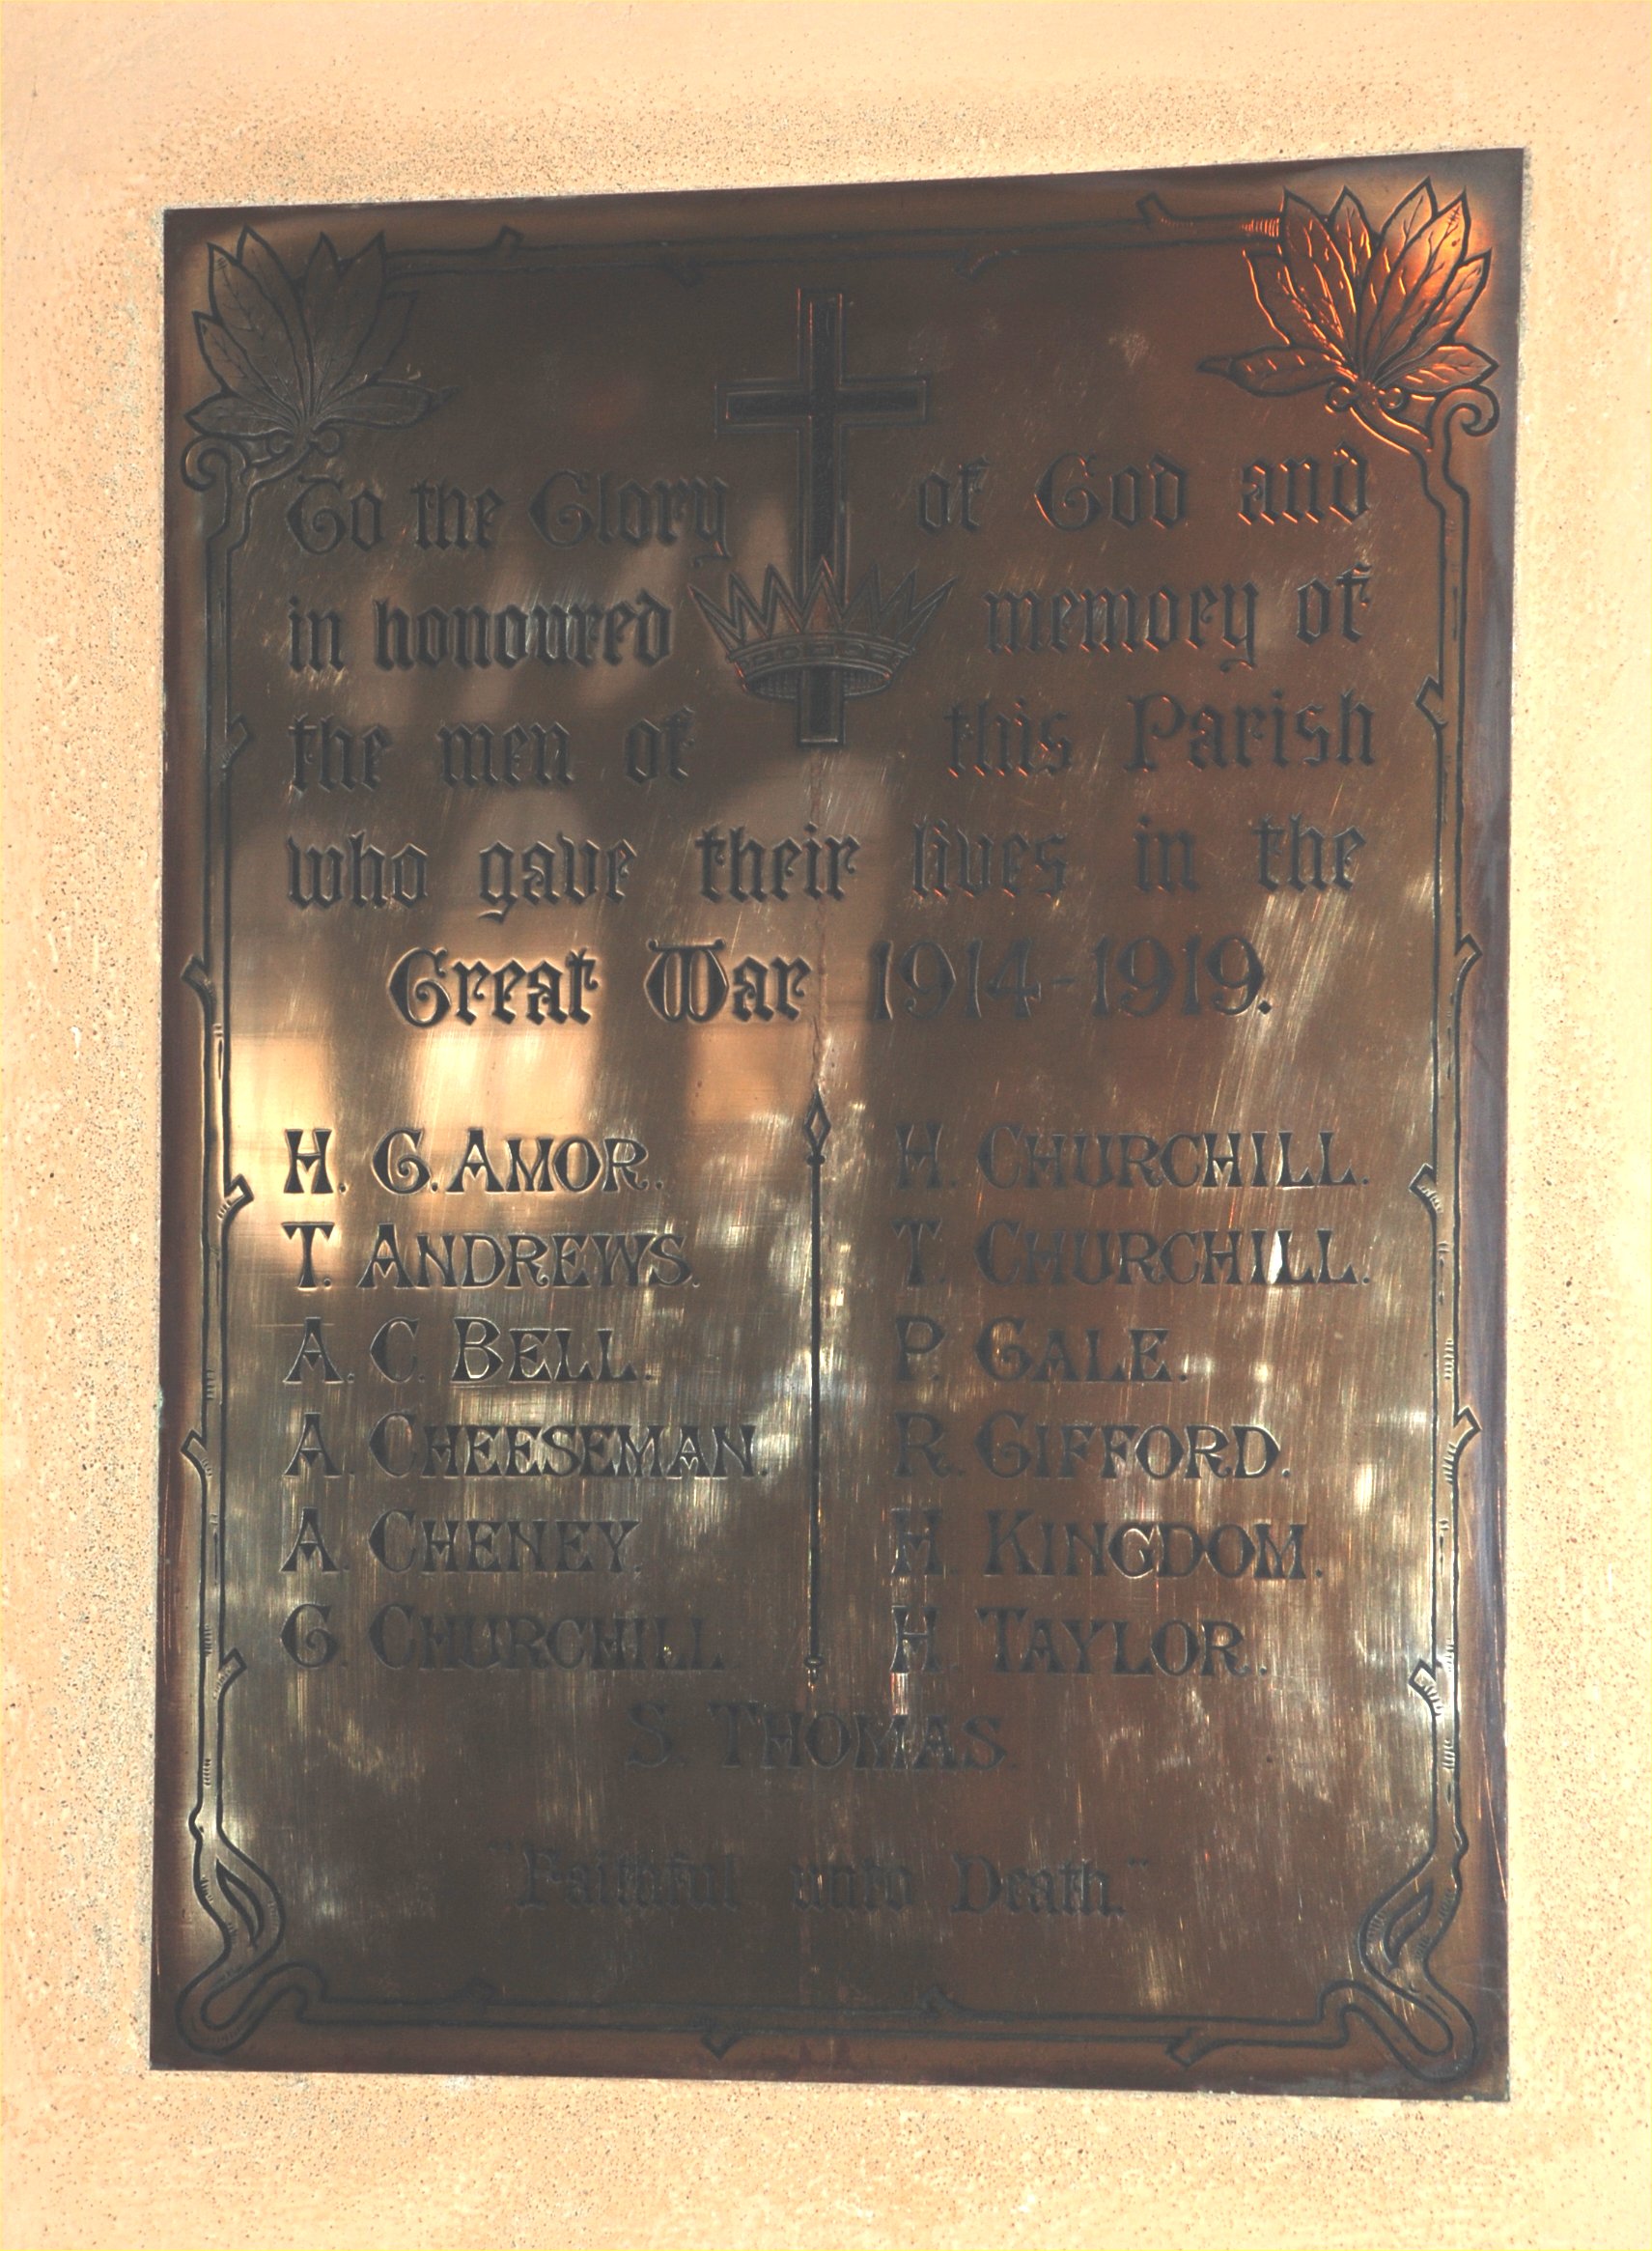 To the Glory of God and
in honoured memory of
the men of this Parish
who gave their lives in the
Great War 1914-1919.
H. G. AMOR.
T. ANDREWS.
A. C. BELL.
A. CHEESEMAN.
A. CHENEY.
G. CHURCHILL.
H. CHURCHILL.
T. CHURCHILL.
P. GALE.
R. GIFFORD.
H. KINGDOM.
H. TAYLOR.
S. THOMAS.
"Faithful unto Death."